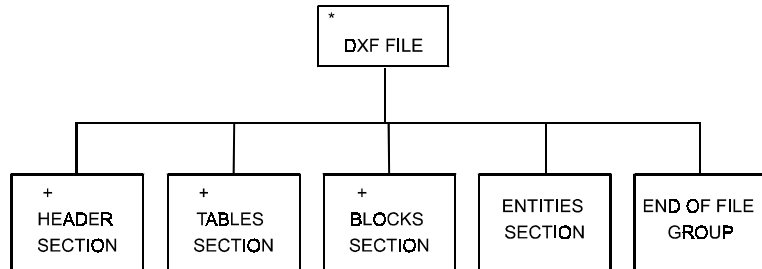 *
DXF FILE
+
HEADER
SECTION
+
TABLES
SECTION
+
BLOCKS
SECTION
ENTITIES
SECTION
END OF FILE
GROUP